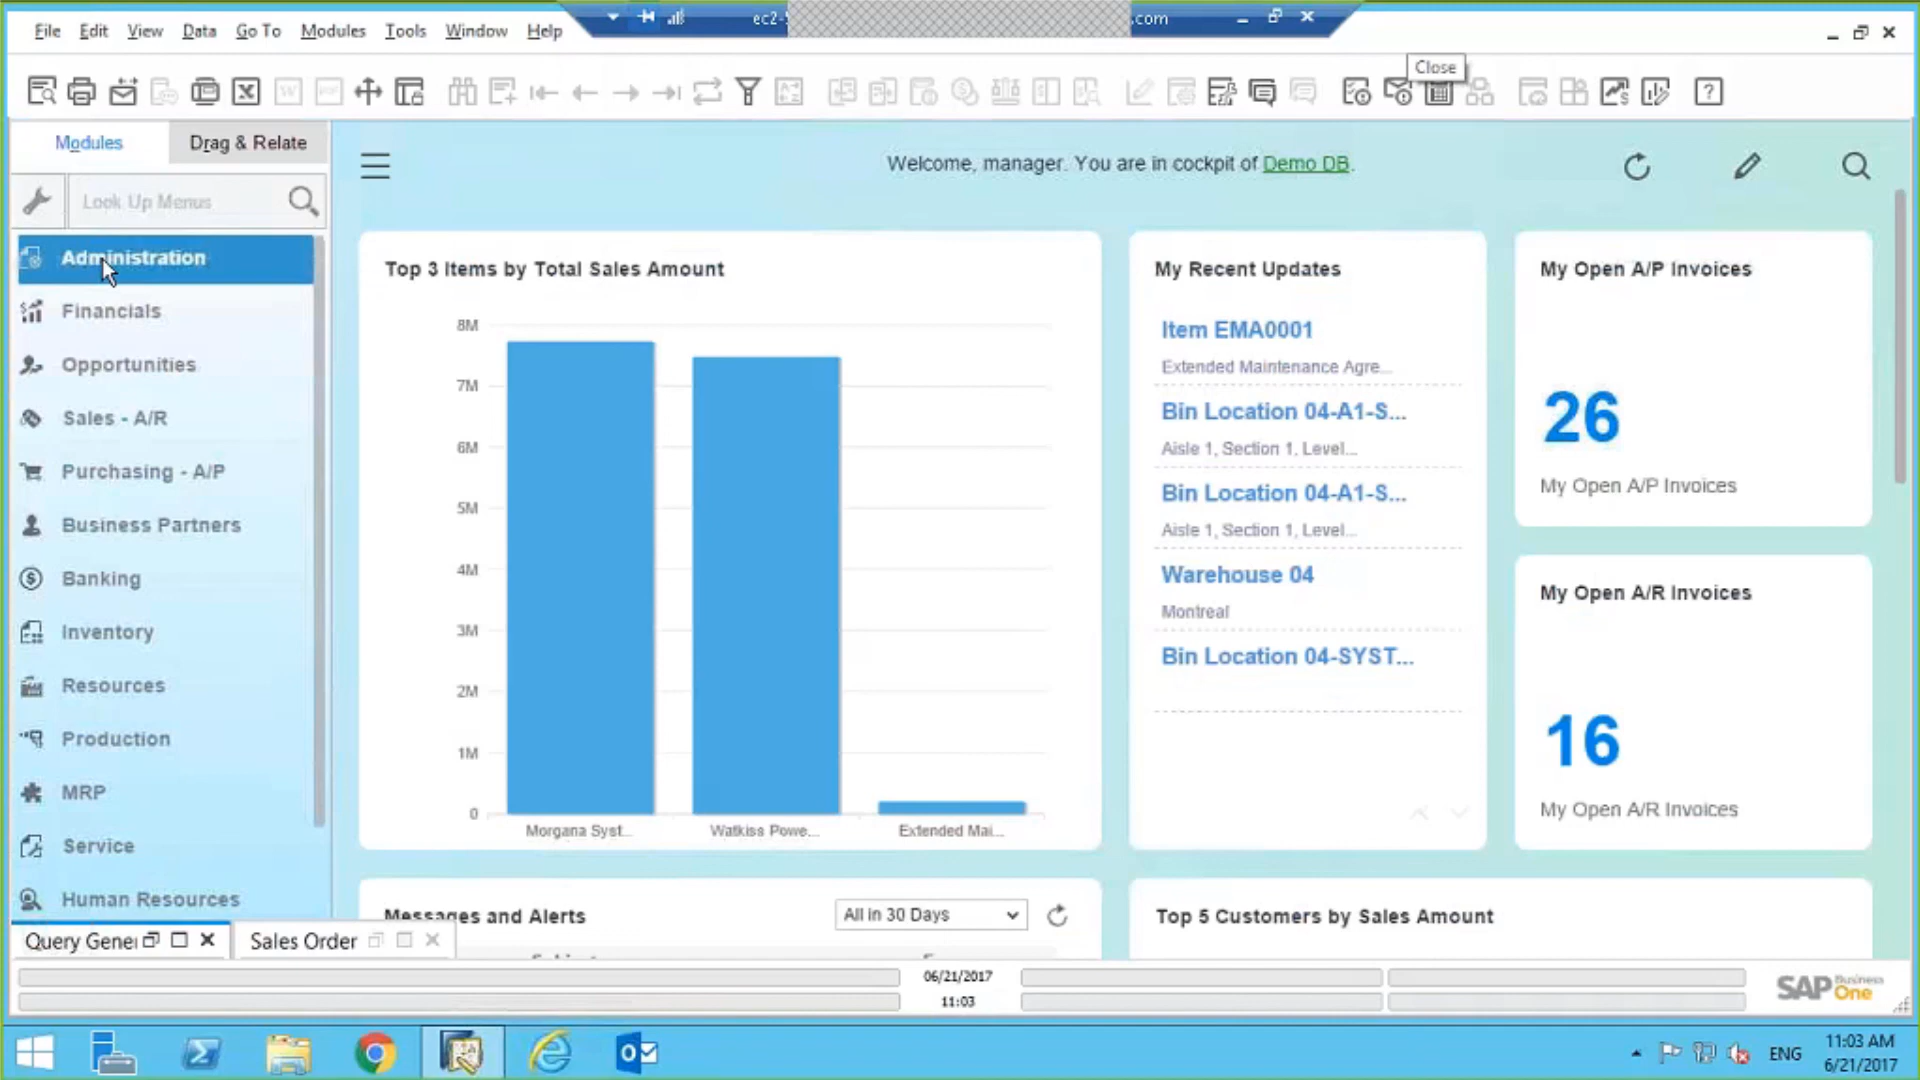 ec2-
.com
File Edit View Data Go To Modules Tools Window Help
Close
Modules Drag & Relate
Look Up Menus
Administration
Financials
Opportunities
Sales - A/R
Purchasing - A/P
Business Partners
Banking
Inventory
Resources
Production
MRP
Service
Human Resources
Welcome, manager. You are in cockpit of Demo DB.
Top 3 Items by Total Sales Amount
8M
7M
6M
5M
4M
3M
2M
1M
0
Morgana Syst... Watkiss Powe... Extended Mai...
My Recent Updates
Item EMA0001
Extended Maintenance Agre...
Bin Location 04-A1-S...
Aisle 1, Section 1, Level...
Bin Location 04-A1-S...
Aisle 1, Section 1, Level...
Warehouse 04
Montreal
Bin Location 04-SYST...
My Open A/P Invoices
26
My Open A/P Invoices
My Open A/R Invoices
16
My Open A/R Invoices
Messages and Alerts
All in 30 Days
Top 5 Customers by Sales Amount
Query Gene
Sales Order
06/21/2017
11:03
SAP Business One
ENG
11:03 AM
6/21/2017